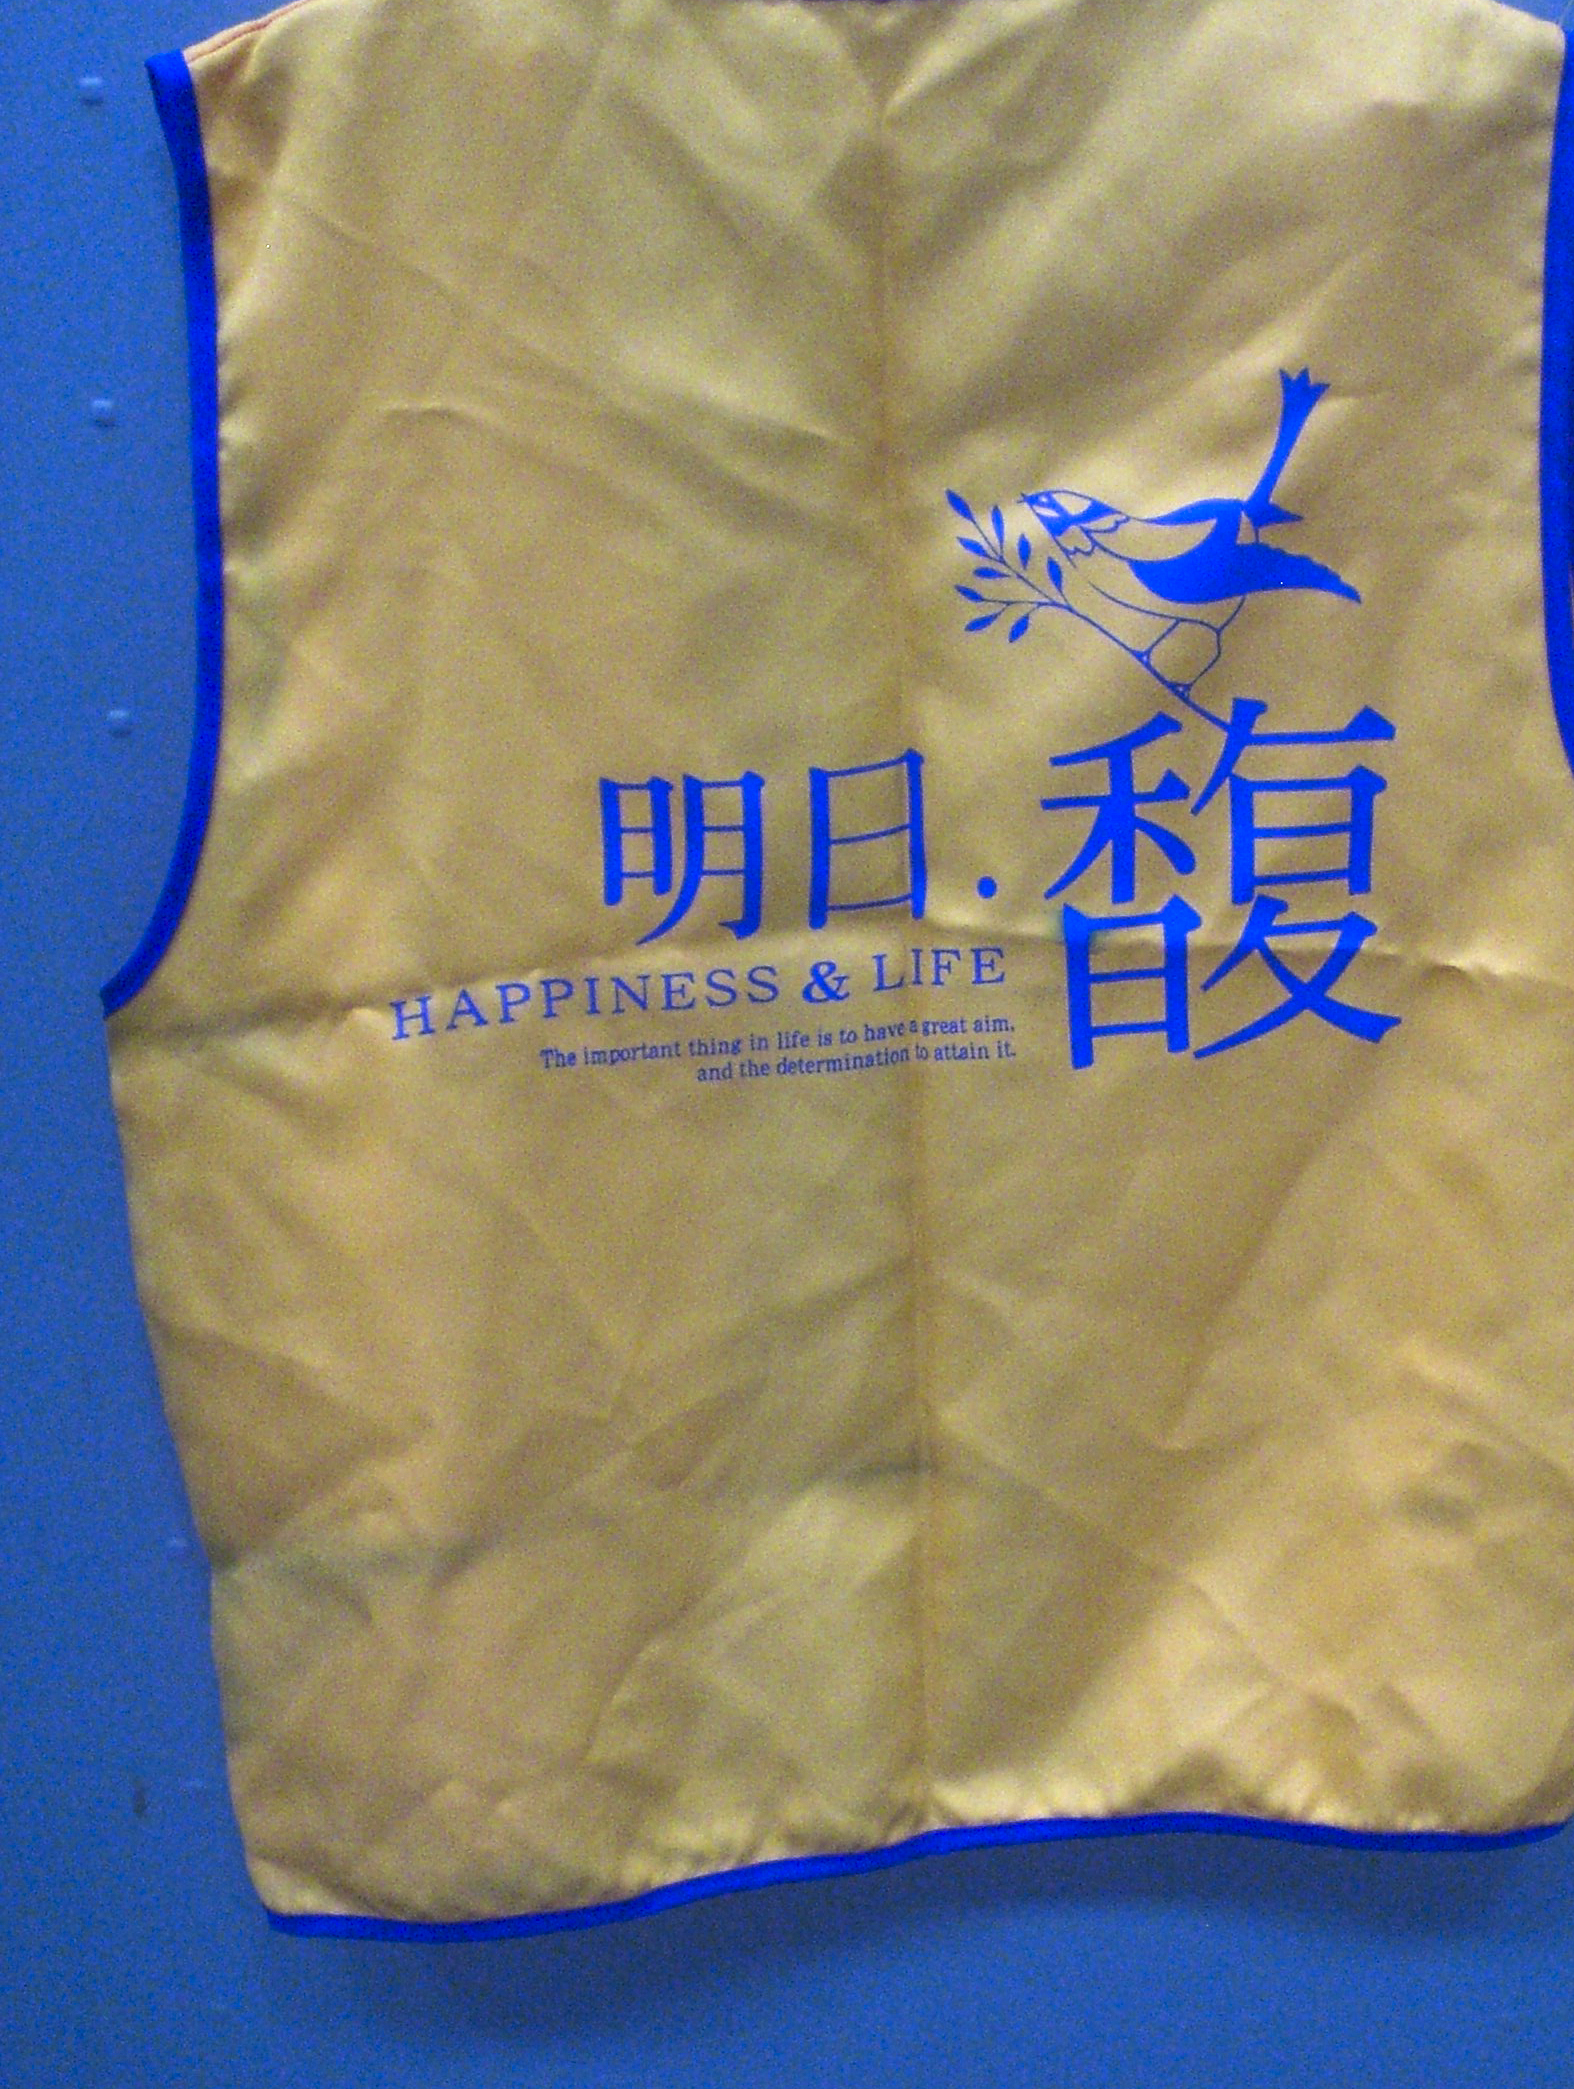 明日.馥
HAPPINESS & LIFE
The important thing in life is to have a great aim,
and the determination to attain it.